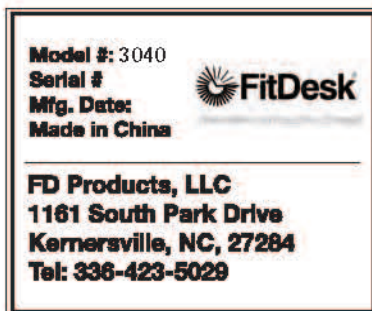 Model #: 3040
Serial #
Mfg. Date:
Made in China
FitDesk
FD Products, LLC
1161 South Park Drive
Kernersville, NC, 27284
Tel: 336-423-5029